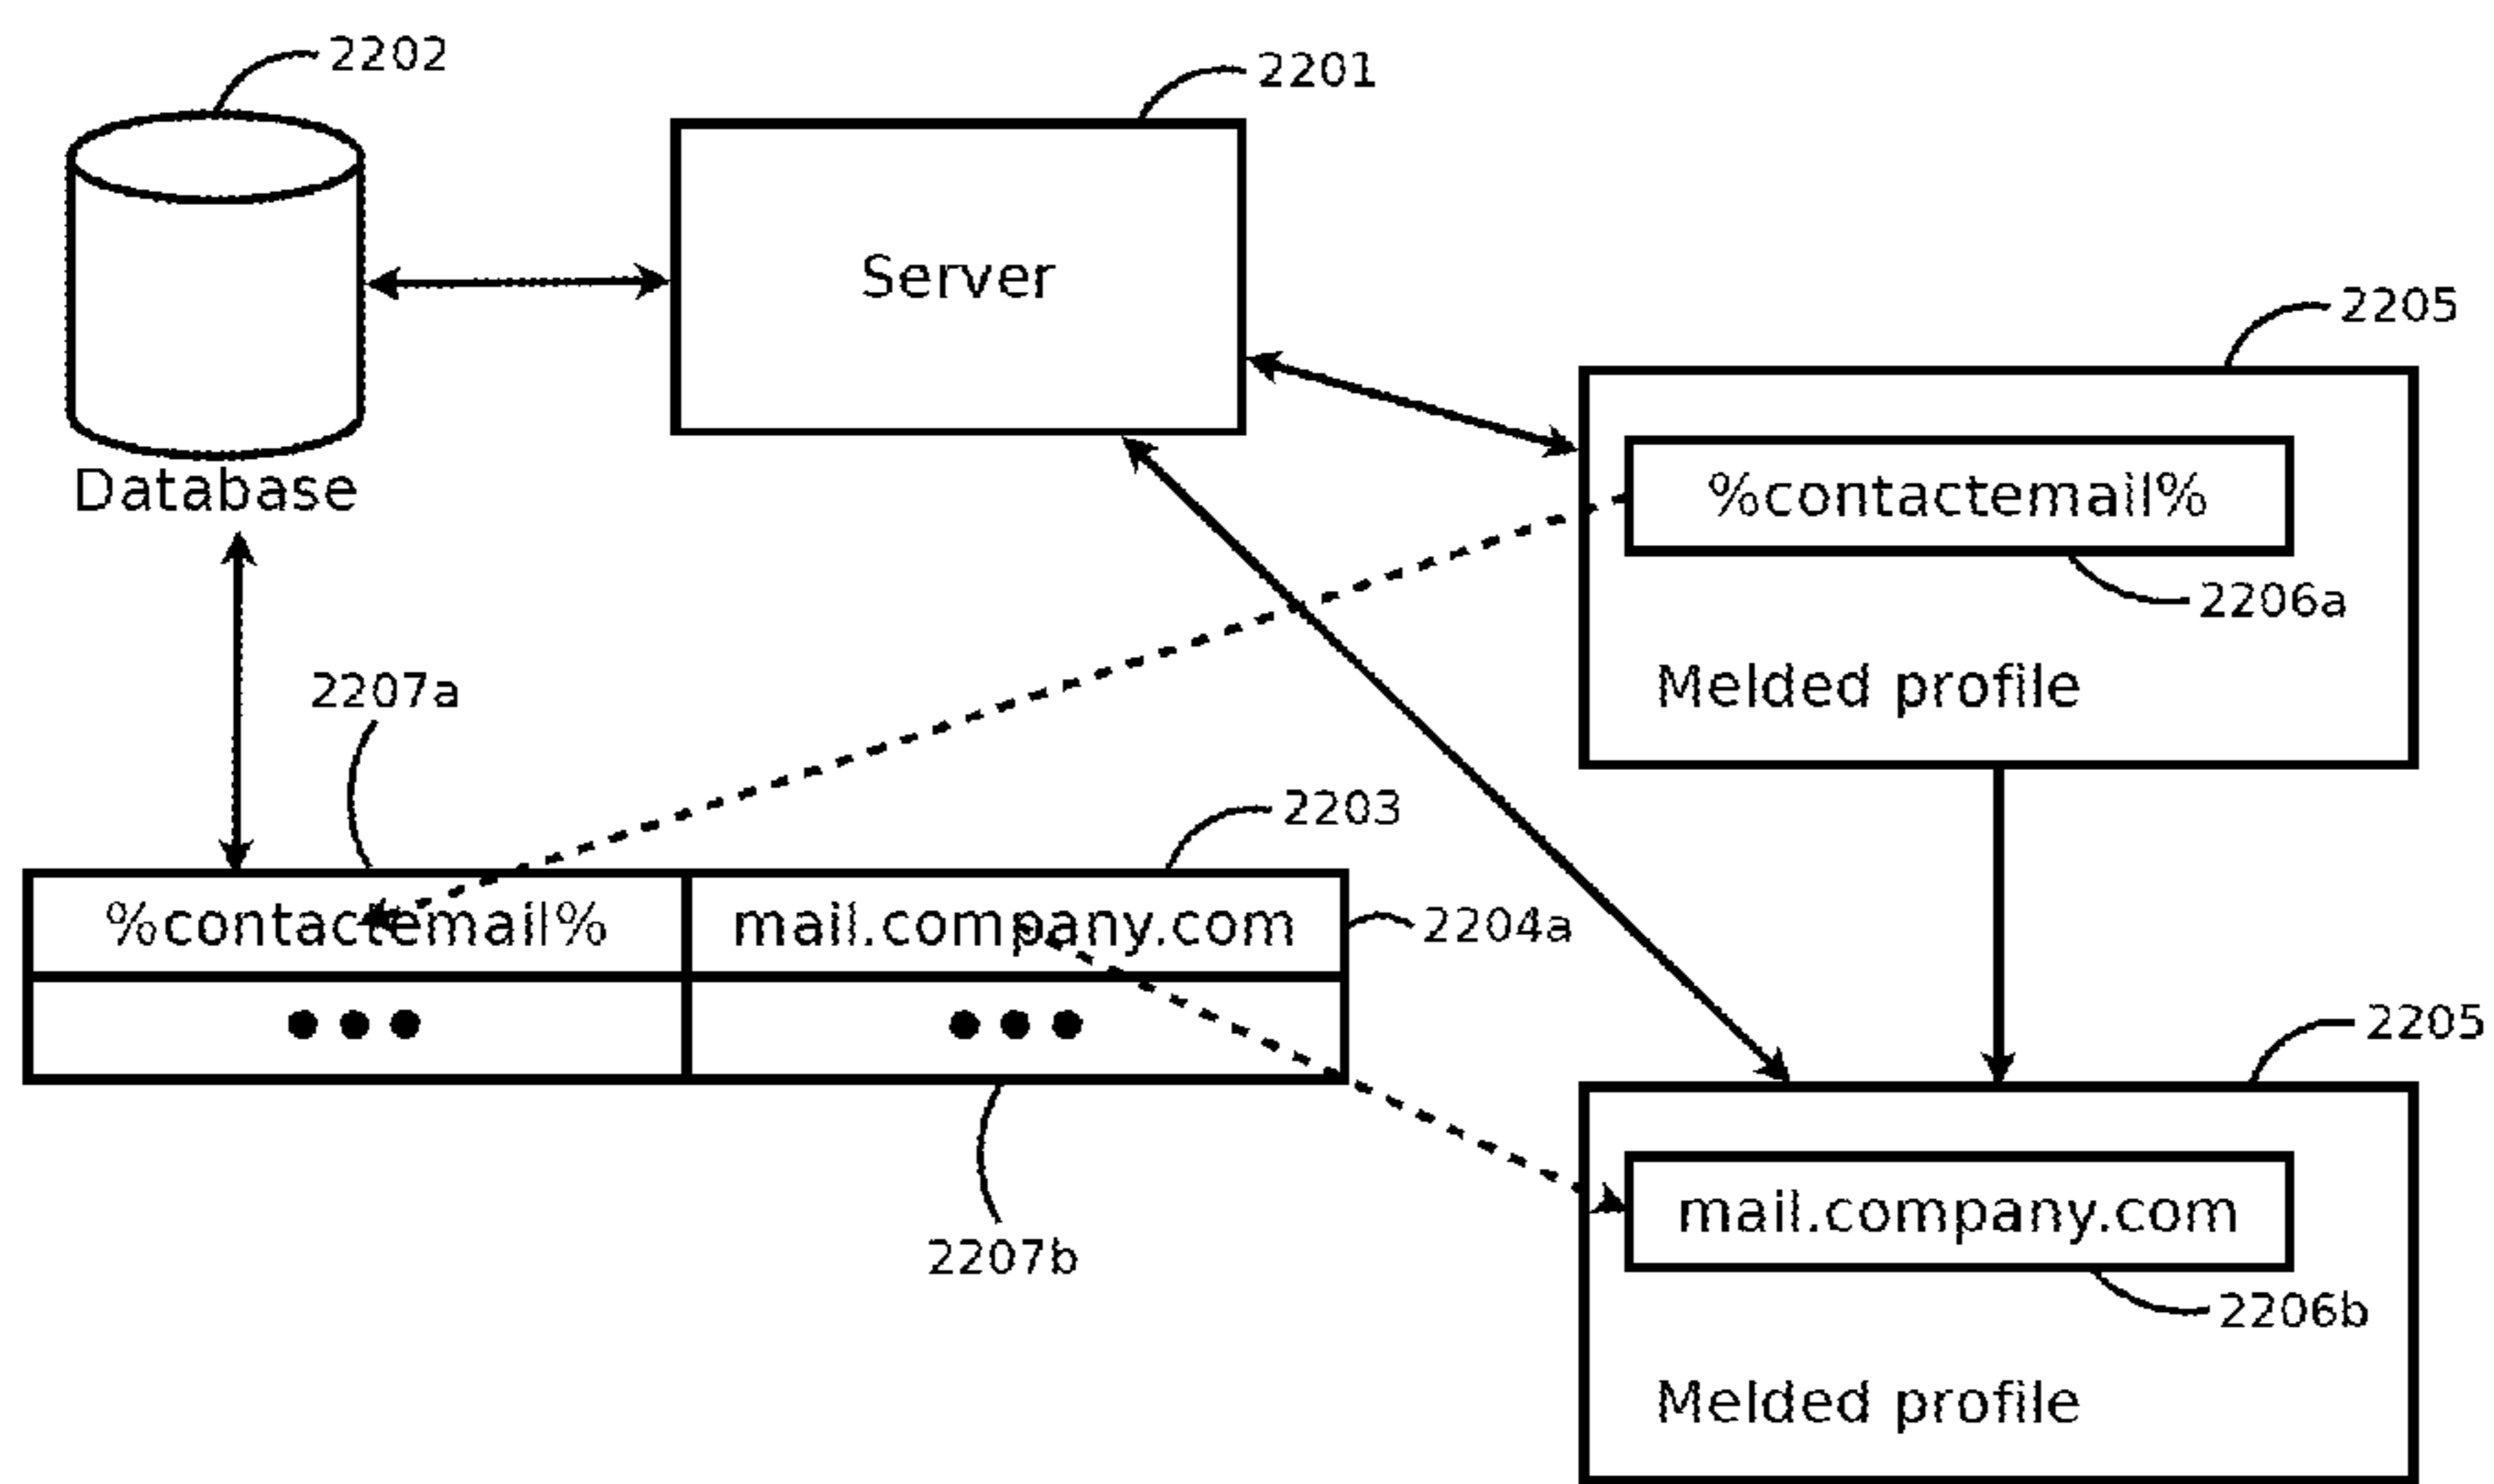 2202
2201
Server
2205
%contactemail%
Database
2206a
Melded profile
2207a
2203
%contactemail%
mail.company.com
2204a
2205
2207b
mail.company.com
2206b
Melded profile